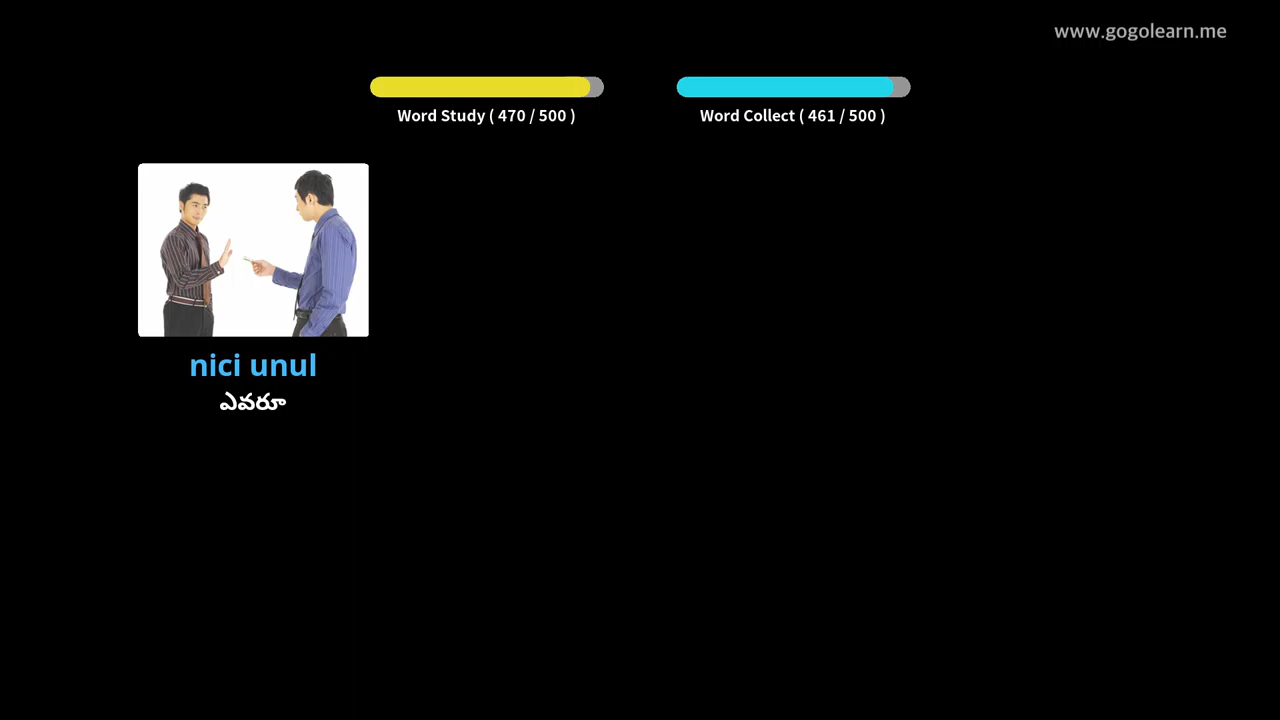 www.gogolearn.me
Word Study ( 470 / 500 )
Word Collect ( 461 / 500 )
nici unul
ఎవరూ